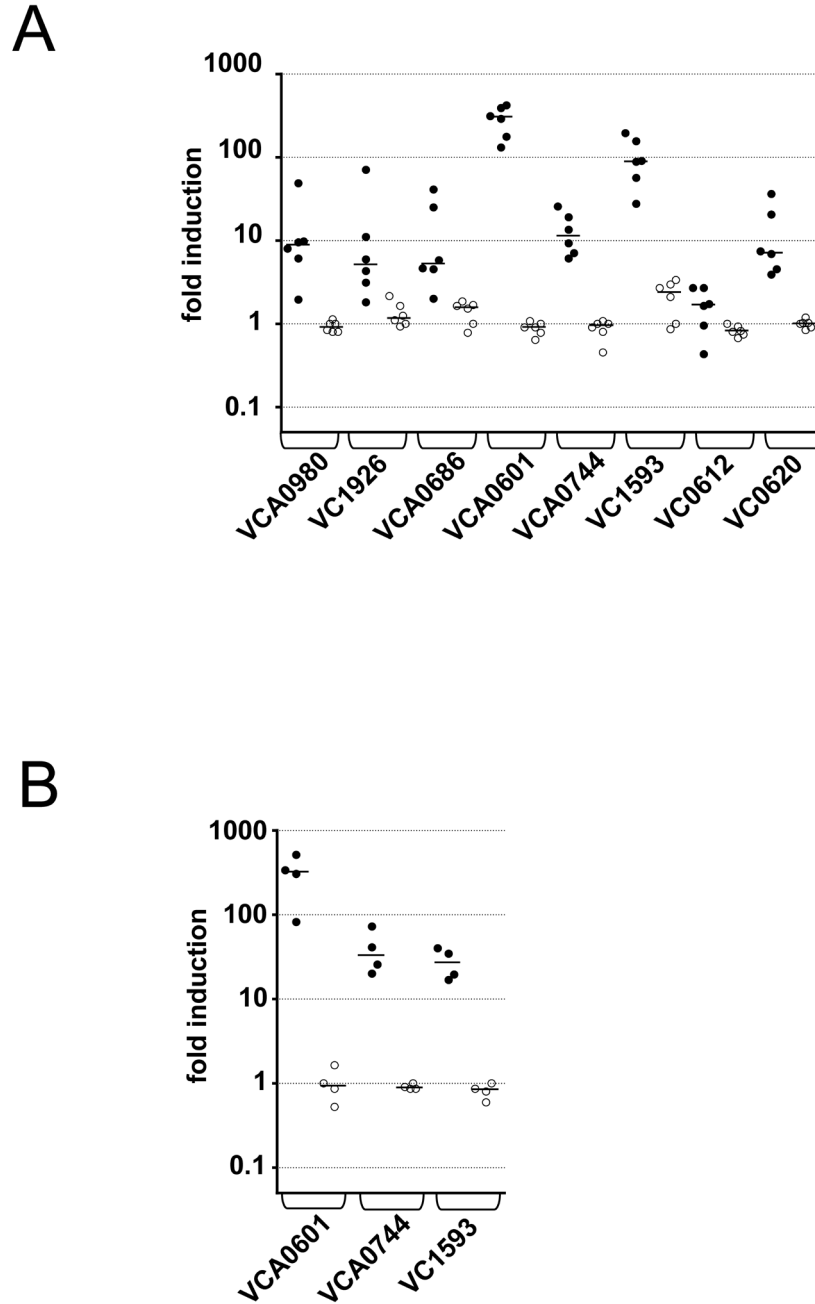 A
1000
100
10
1
0.1
fold induction
VCA0980
VC1926
VCA0686
VCA0601
VCA0744
VC1593
VC0612
VC0620
B
1000
100
10
1
0.1
fold induction
VCA0601
VCA0744
VC1593